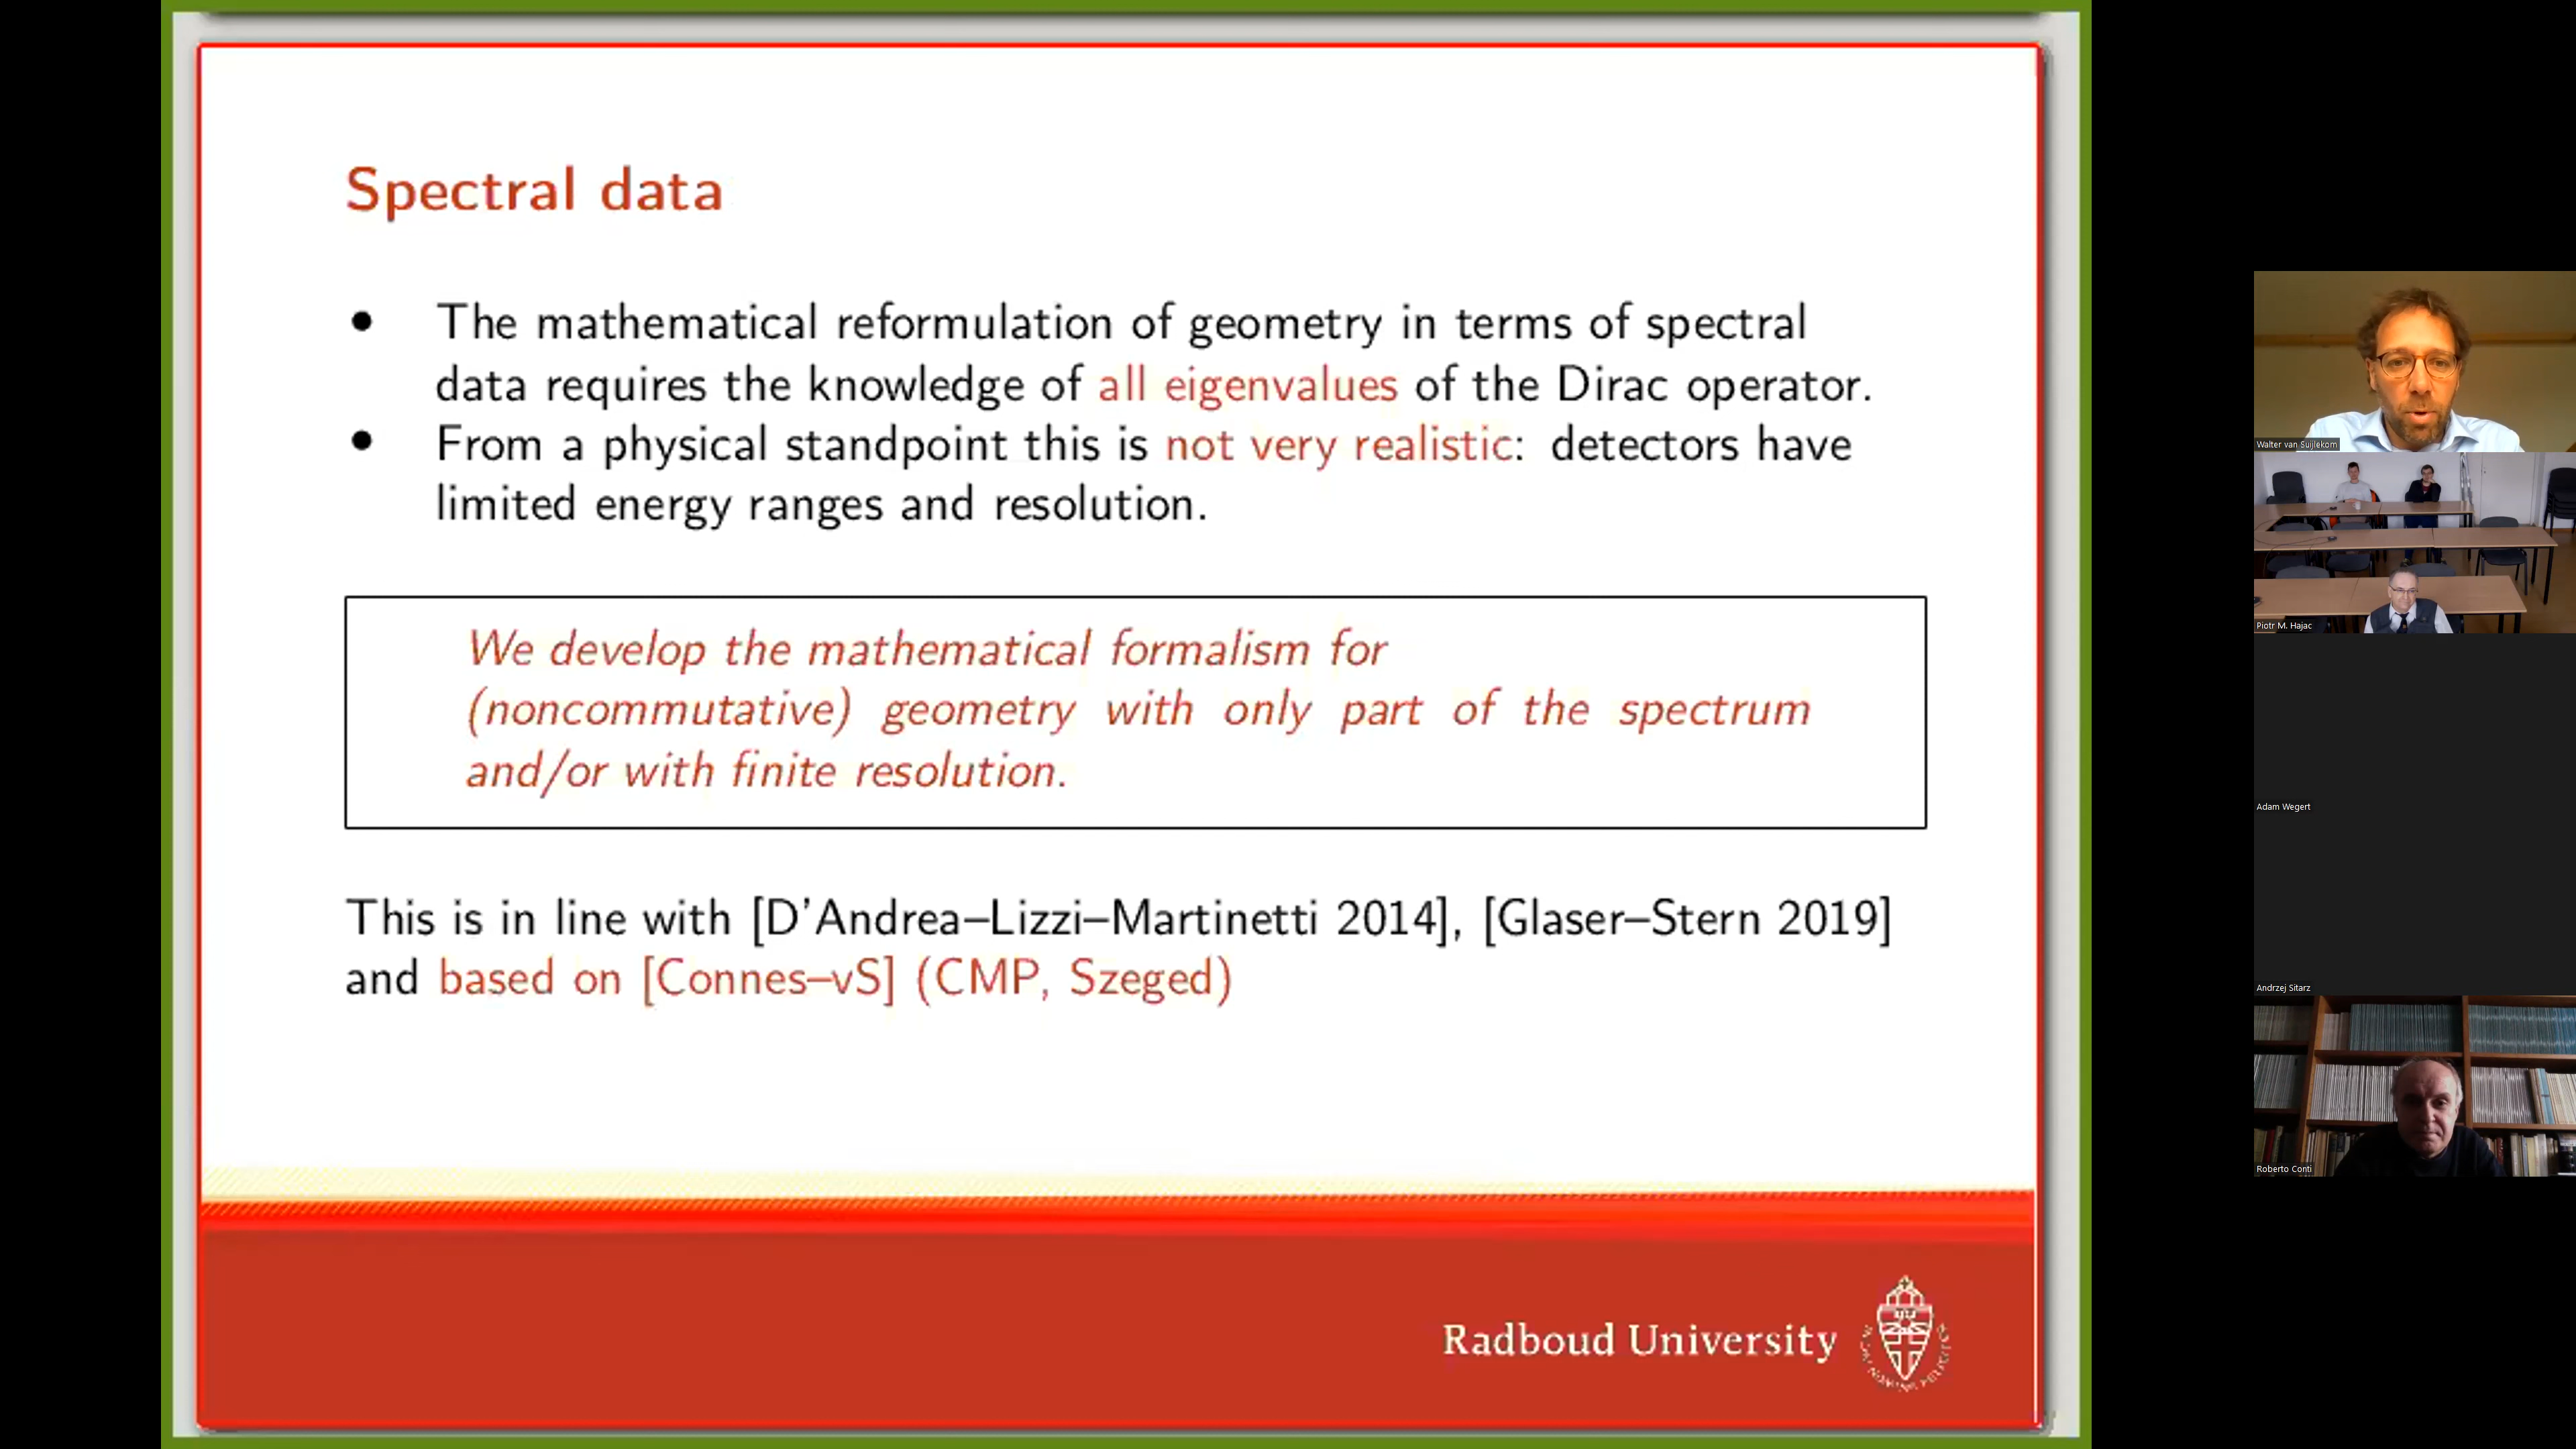 Spectral data
• The mathematical reformulation of geometry in terms of spectral
data requires the knowledge of all eigenvalues of the Dirac operator.
• From a physical standpoint this is not very realistic: detectors have
limited energy ranges and resolution.
We develop the mathematical formalism for
(noncommutative) geometry with only part of the spectrum
and/or with finite resolution.
This is in line with [D'Andrea–Lizzi–Martinetti 2014], [Glaser–Stern 2019]
and based on [Connes–vS] (CMP, Szeged)
Radboud University
Walter van Suijlekom
Piotr M. Hajac
Adam Wegert
Andrzej Sitarz
Roberto Conti